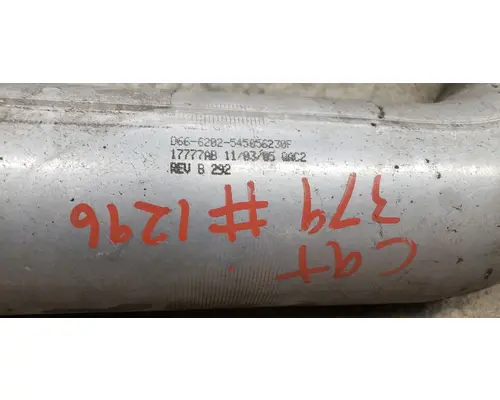 D66-6202-545056230F
17777AB 11/03/05 QAC2
REV B 292
Cat
379 #1296